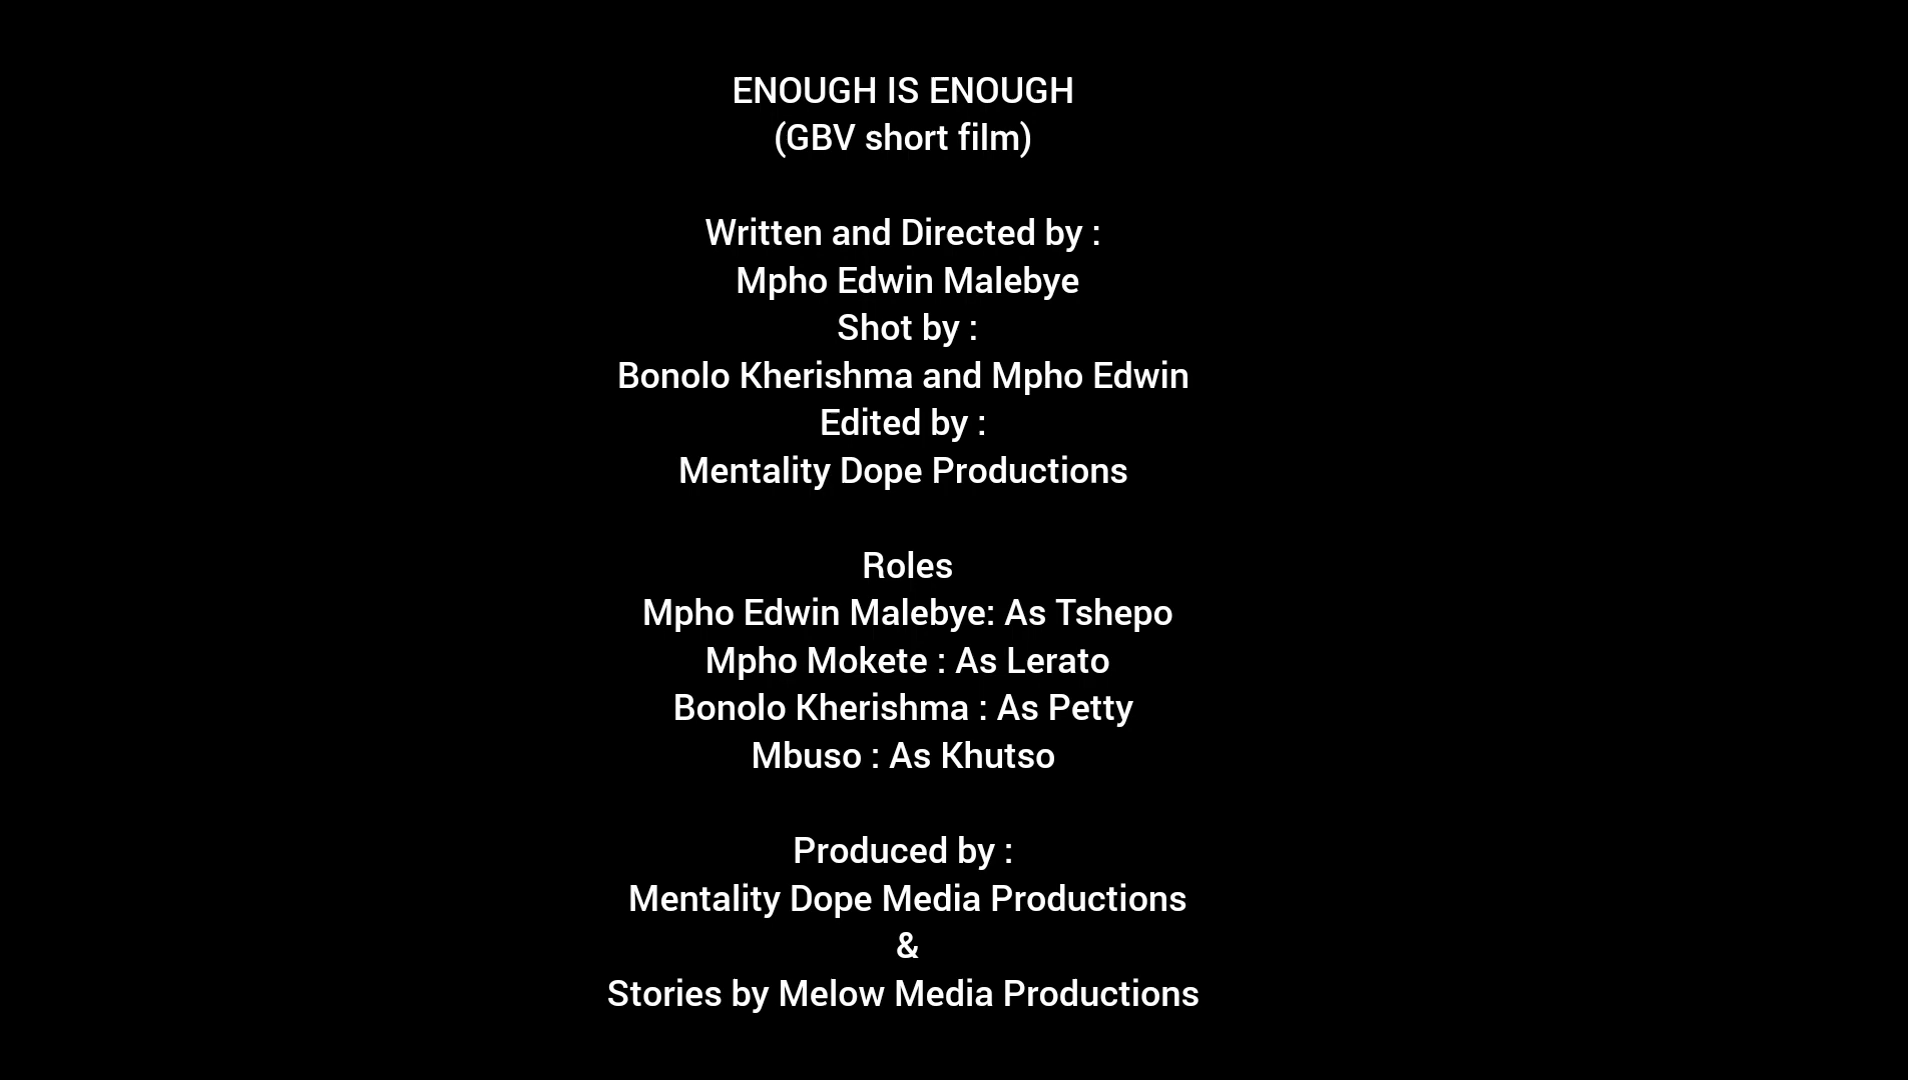 ENOUGH IS ENOUGH
(GBV short film)
Written and Directed by :
Mpho Edwin Malebye
Shot by :
Bonolo Kherishma and Mpho Edwin
Edited by :
Mentality Dope Productions
Roles
Mpho Edwin Malebye: As Tshepo
Mpho Mokete : As Lerato
Bonolo Kherishma : As Petty
Mbuso : As Khutso
Produced by :
Mentality Dope Media Productions
&
Stories by Melow Media Productions